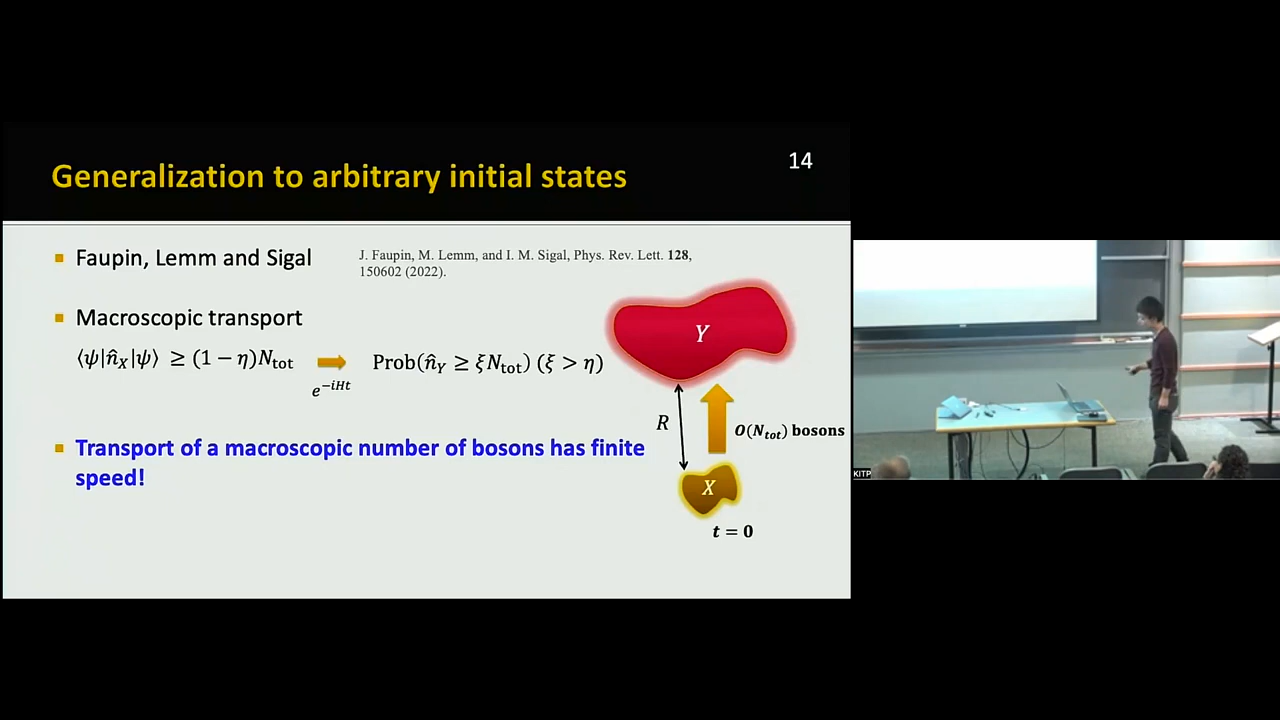 Generalization to arbitrary initial states
14
Faupin, Lemm and Sigal
J. Faupin, M. Lemm, and I. M. Sigal, Phys. Rev. Lett. 128,
150602 (2022).
Macroscopic transport
⟨ψ|n̂_X|ψ⟩ ≥ (1 − η)N_tot
e^{−iHt}
Prob(n̂_Y ≥ ξN_tot) (ξ > η)
Y
R
O(N_tot) bosons
X
t = 0
Transport of a macroscopic number of bosons has finite
speed!
KITP